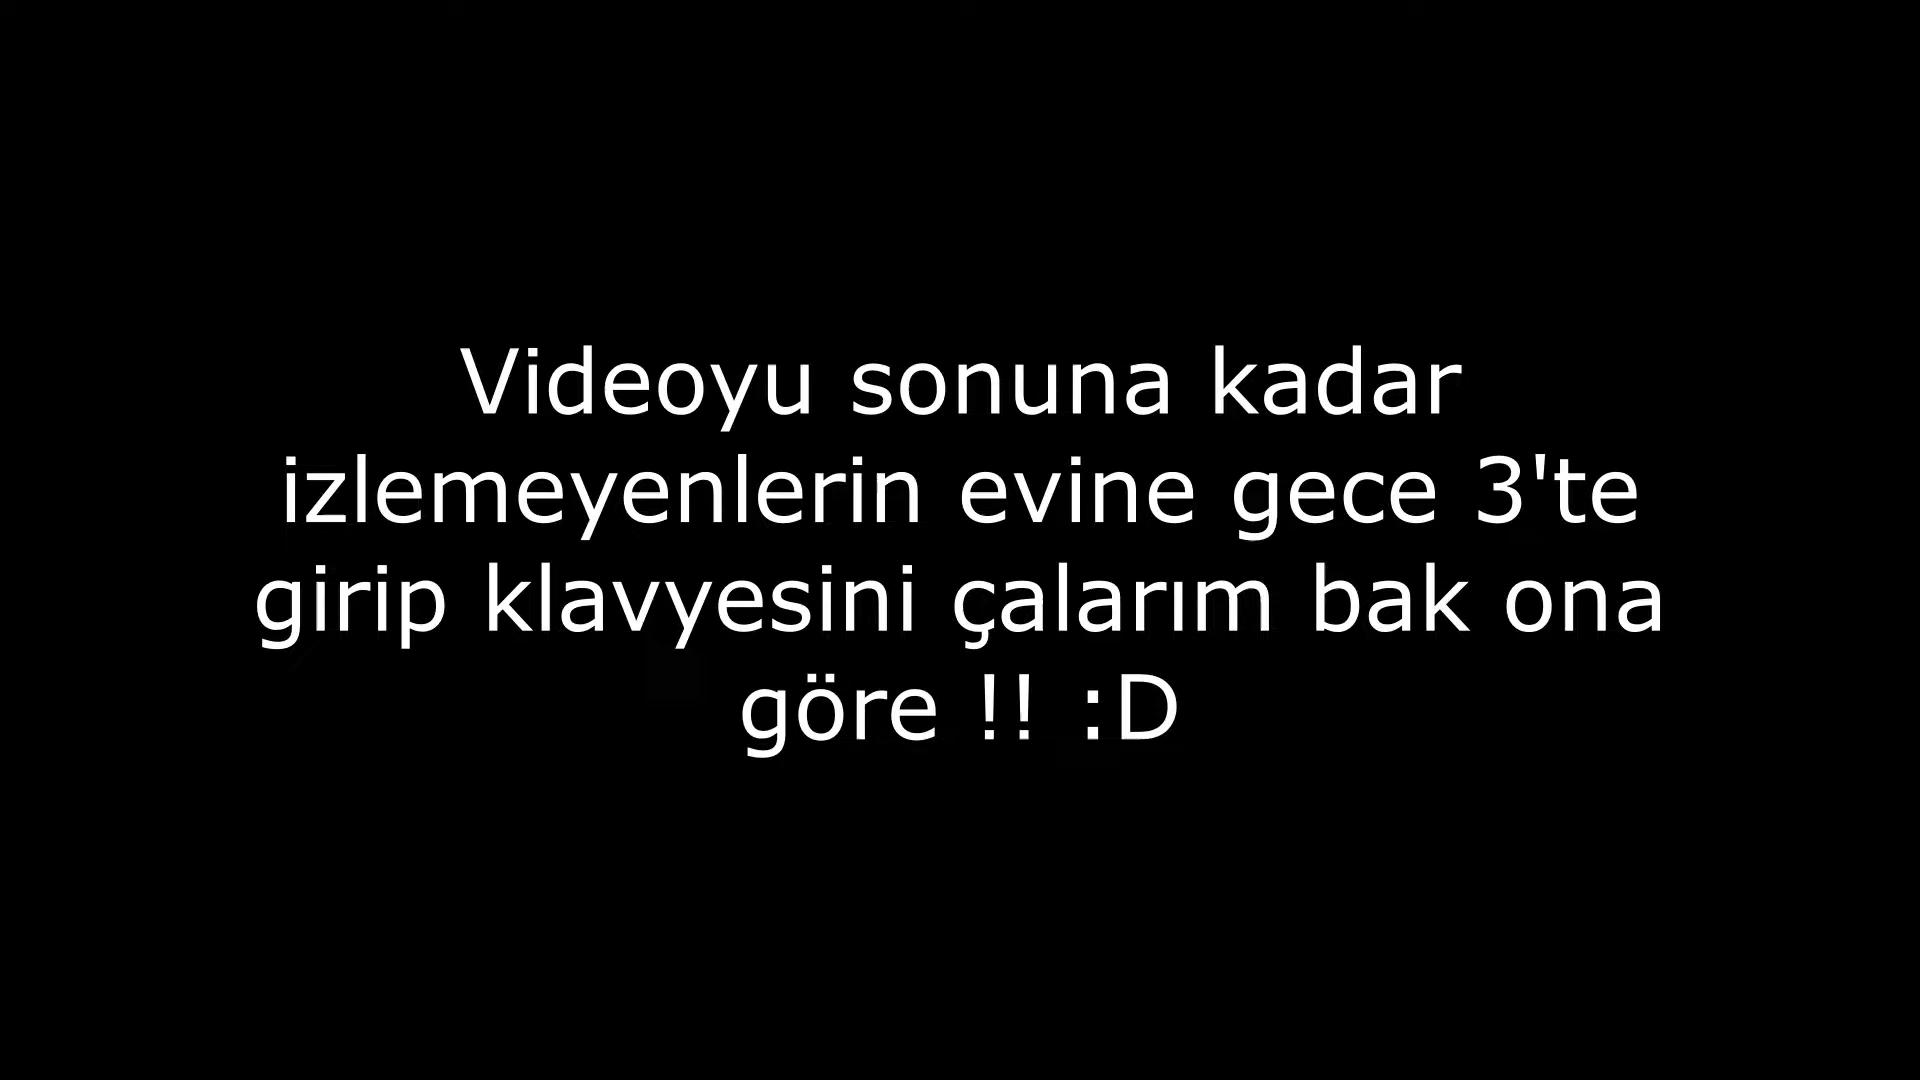 Videoyu sonuna kadar
izlemeyenlerin evine gece 3'te
girip klavyesini çalarım bak ona
göre !! :D